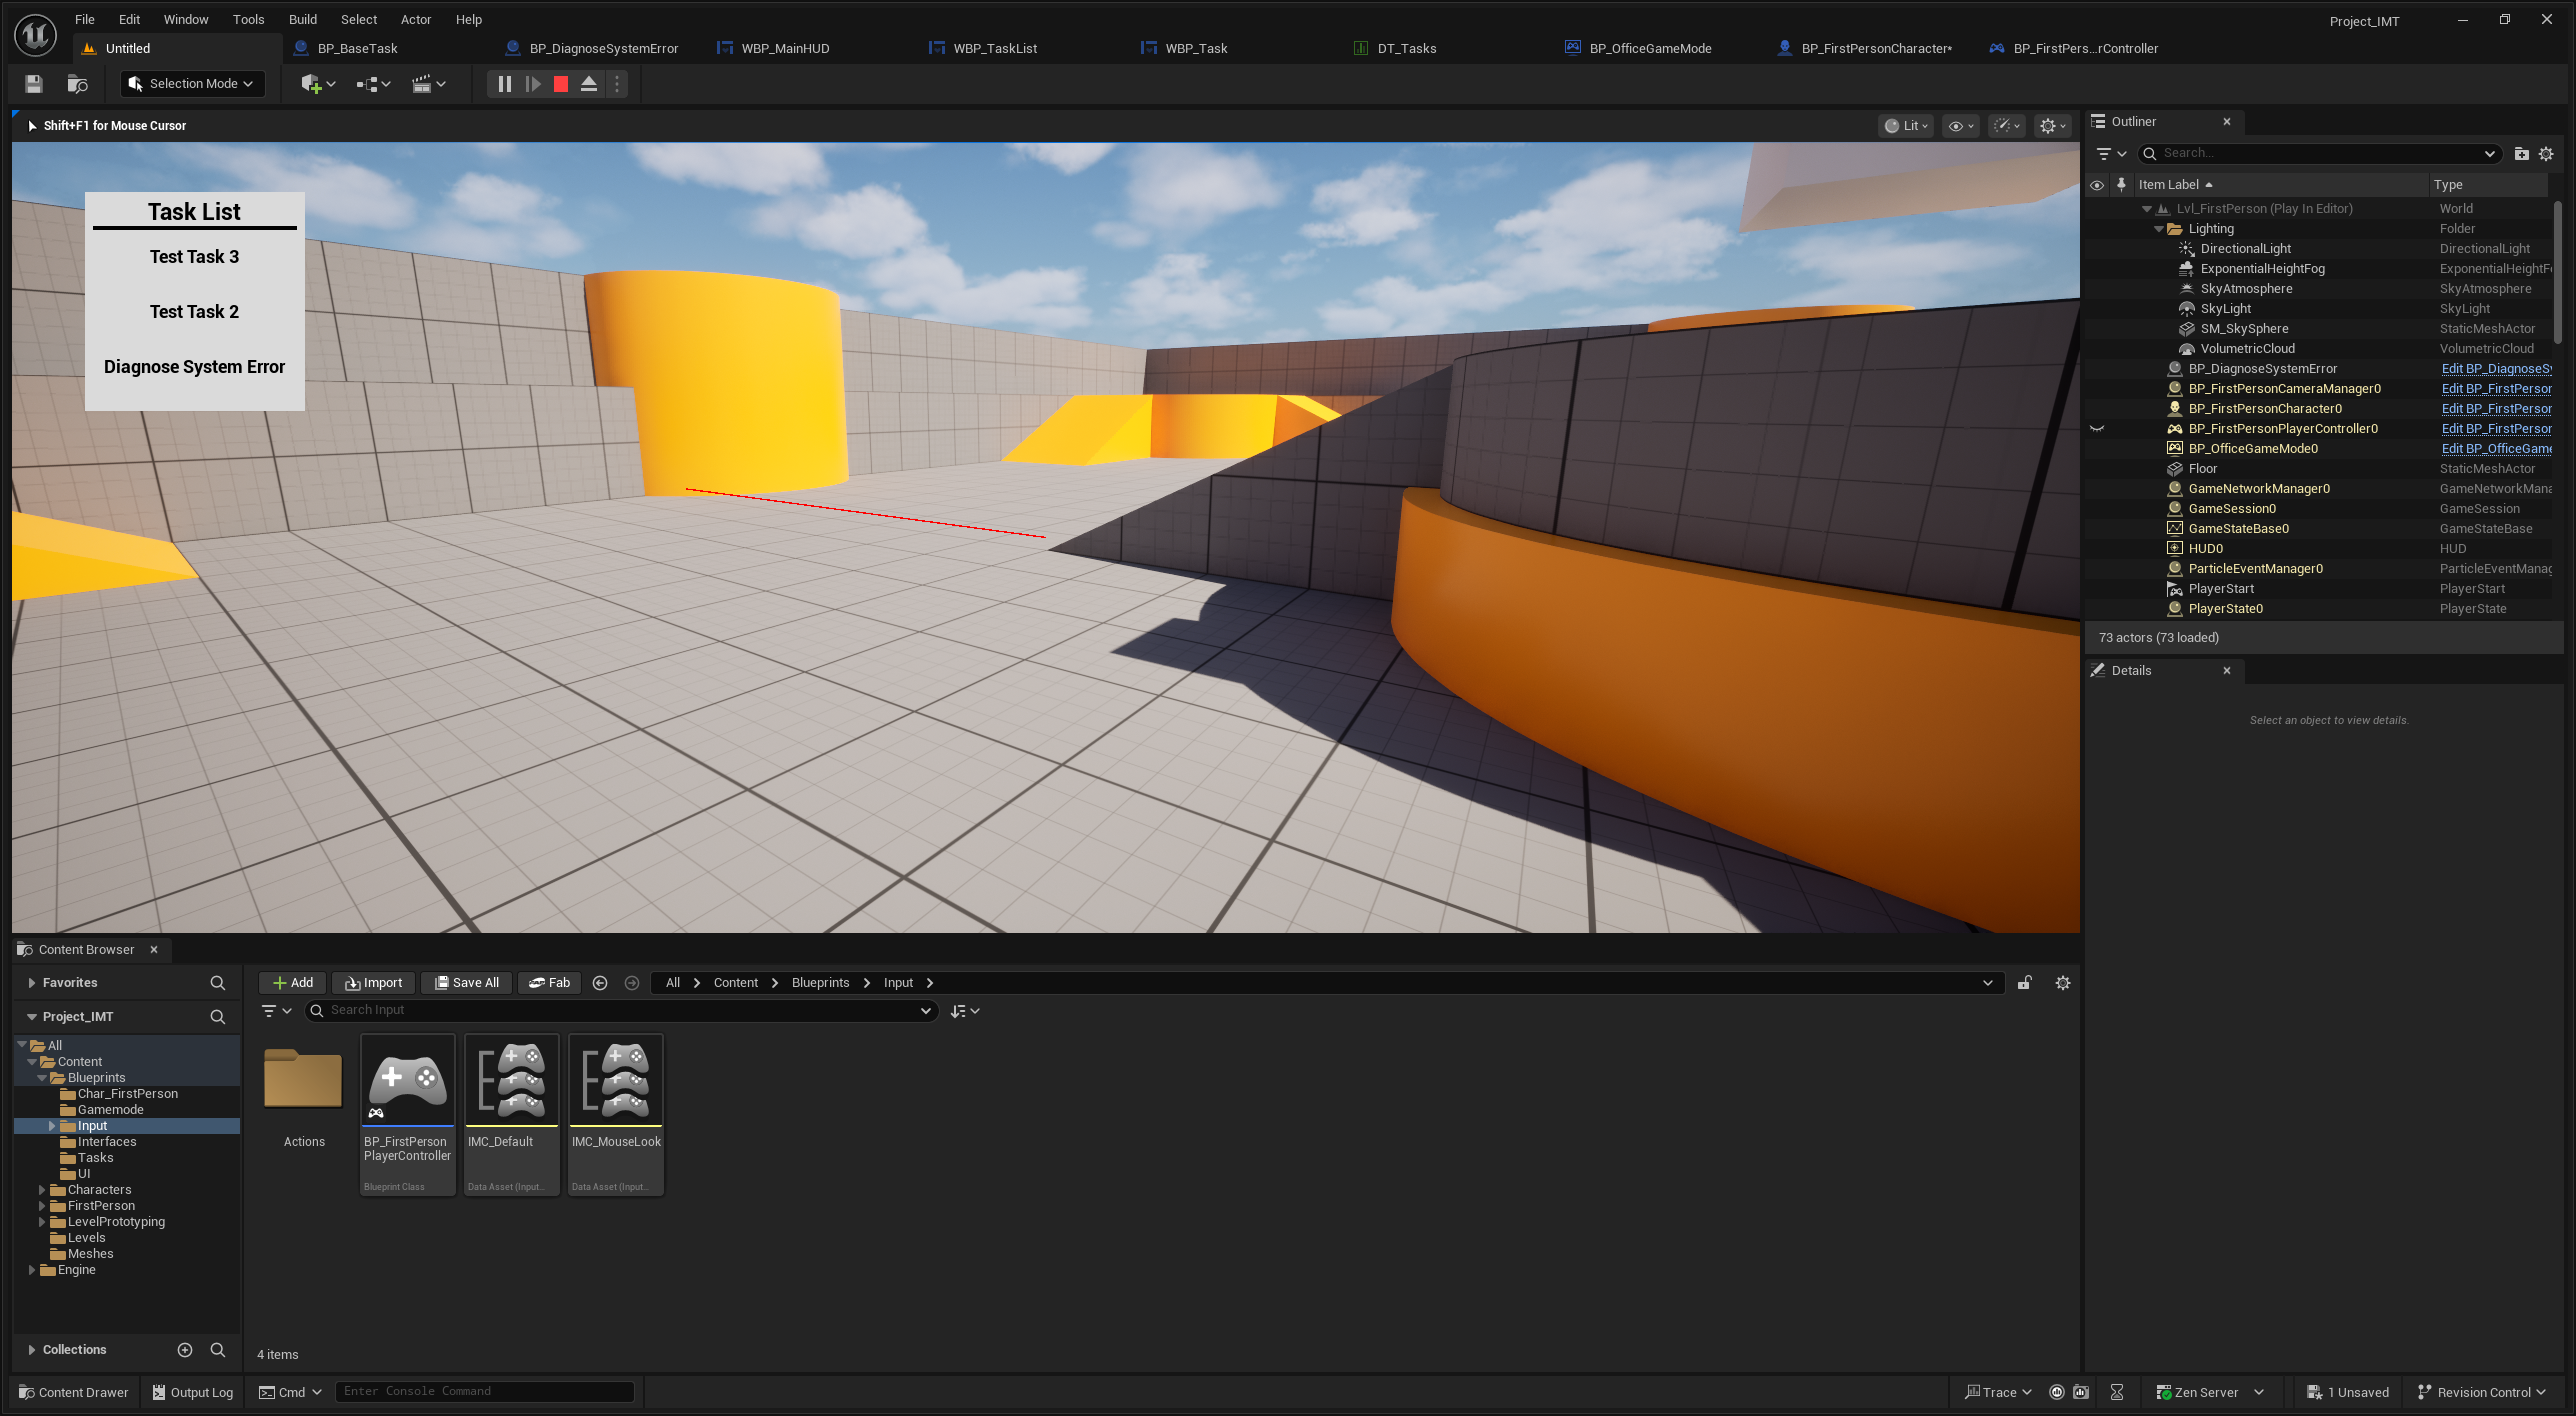 File Edit Window Tools Build Select Actor Help
Project_IMT
Untitled BP_BaseTask BP_DiagnoseSystemError WBP_MainHUD WBP_TaskList WBP_Task DT_Tasks BP_OfficeGameMode BP_FirstPersonCharacter* BP_FirstPers...rController
Selection Mode
Shift+F1 for Mouse Cursor
Lit
Task List
Test Task 3
Test Task 2
Diagnose System Error
Outliner
Search...
Item Label Type
Lvl_FirstPerson (Play In Editor) World
Lighting Folder
DirectionalLight DirectionalLight
ExponentialHeightFog ExponentialHeightF
SkyAtmosphere SkyAtmosphere
SkyLight SkyLight
SM_SkySphere StaticMeshActor
VolumetricCloud VolumetricCloud
BP_DiagnoseSystemError Edit BP_DiagnoseSy
BP_FirstPersonCameraManager0 Edit BP_FirstPerson
BP_FirstPersonCharacter0 Edit BP_FirstPerson
BP_FirstPersonPlayerController0 Edit BP_FirstPerson
BP_OfficeGameMode0 Edit BP_OfficeGame
Floor StaticMeshActor
GameNetworkManager0 GameNetworkMana
GameSession0 GameSession
GameStateBase0 GameStateBase
HUD0 HUD
ParticleEventManager0 ParticleEventManag
PlayerStart PlayerStart
PlayerState0 PlayerState
73 actors (73 loaded)
Details
Select an object to view details.
Content Browser
Favorites
Project_IMT
All
Content
Blueprints
Char_FirstPerson
Gamemode
Input
Interfaces
Tasks
UI
Characters
FirstPerson
LevelPrototyping
Levels
Meshes
Engine
Collections
Add Import Save All Fab All Content Blueprints Input
Search Input
Actions
BP_FirstPerson
PlayerController
Blueprint Class
IMC_Default
Data Asset (Input...
IMC_MouseLook
Data Asset (Input...
4 items
Content Drawer Output Log Cmd Enter Console Command
Trace Zen Server 1 Unsaved Revision Control